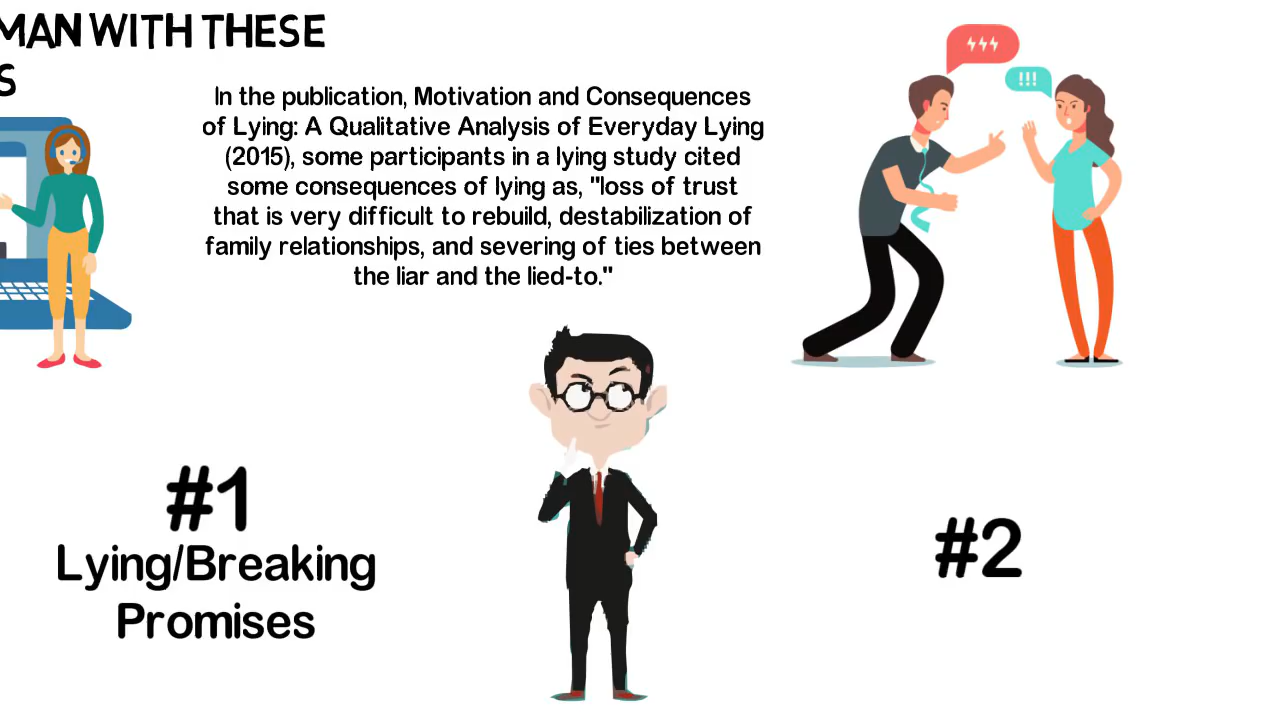 MAN WITH THESE
S
In the publication, Motivation and Consequences
of Lying: A Qualitative Analysis of Everyday Lying
(2015), some participants in a lying study cited
some consequences of lying as, "loss of trust
that is very difficult to rebuild, destabilization of
family relationships, and severing of ties between
the liar and the lied-to."
!!!
#1
Lying/Breaking
Promises
#2